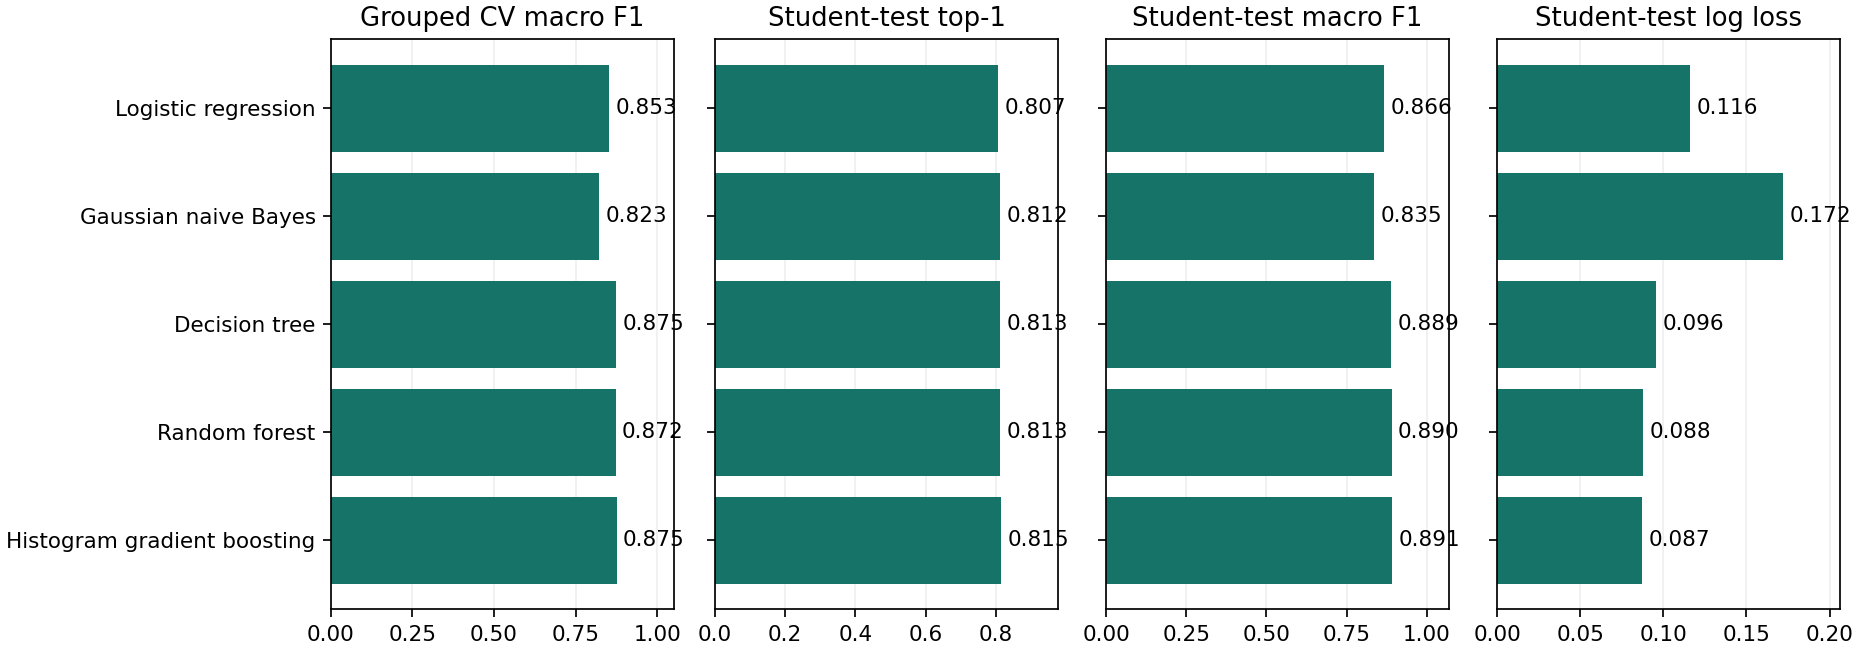 Grouped CV macro F1
Student-test top-1
Student-test macro F1
Student-test log loss
Logistic regression
0.853
0.807
0.866
0.116
Gaussian naive Bayes
0.823
0.812
0.835
0.172
Decision tree
0.875
0.813
0.889
0.096
Random forest
0.872
0.813
0.890
0.088
Histogram gradient boosting
0.875
0.815
0.891
0.087
0.00 0.25 0.50 0.75 1.00
0.0 0.2 0.4 0.6 0.8
0.00 0.25 0.50 0.75 1.00
0.00 0.05 0.10 0.15 0.20